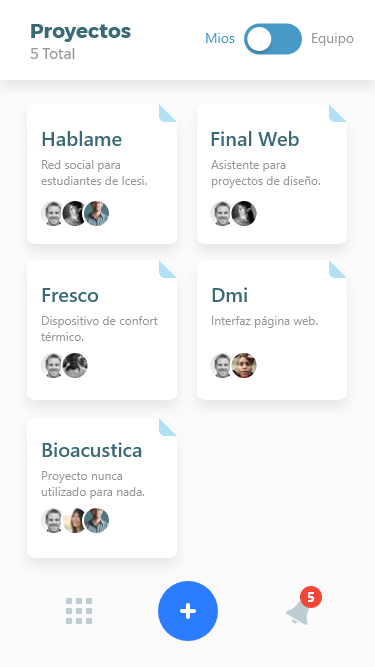 Proyectos
5 Total
Mios
Equipo
Hablame
Red social para
estudiantes de Icesi.
Final Web
Asistente para
proyectos de diseño.
Fresco
Dispositivo de confort
térmico.
Dmi
Interfaz página web.
Bioacustica
Proyecto nunca
utilizado para nada.
5